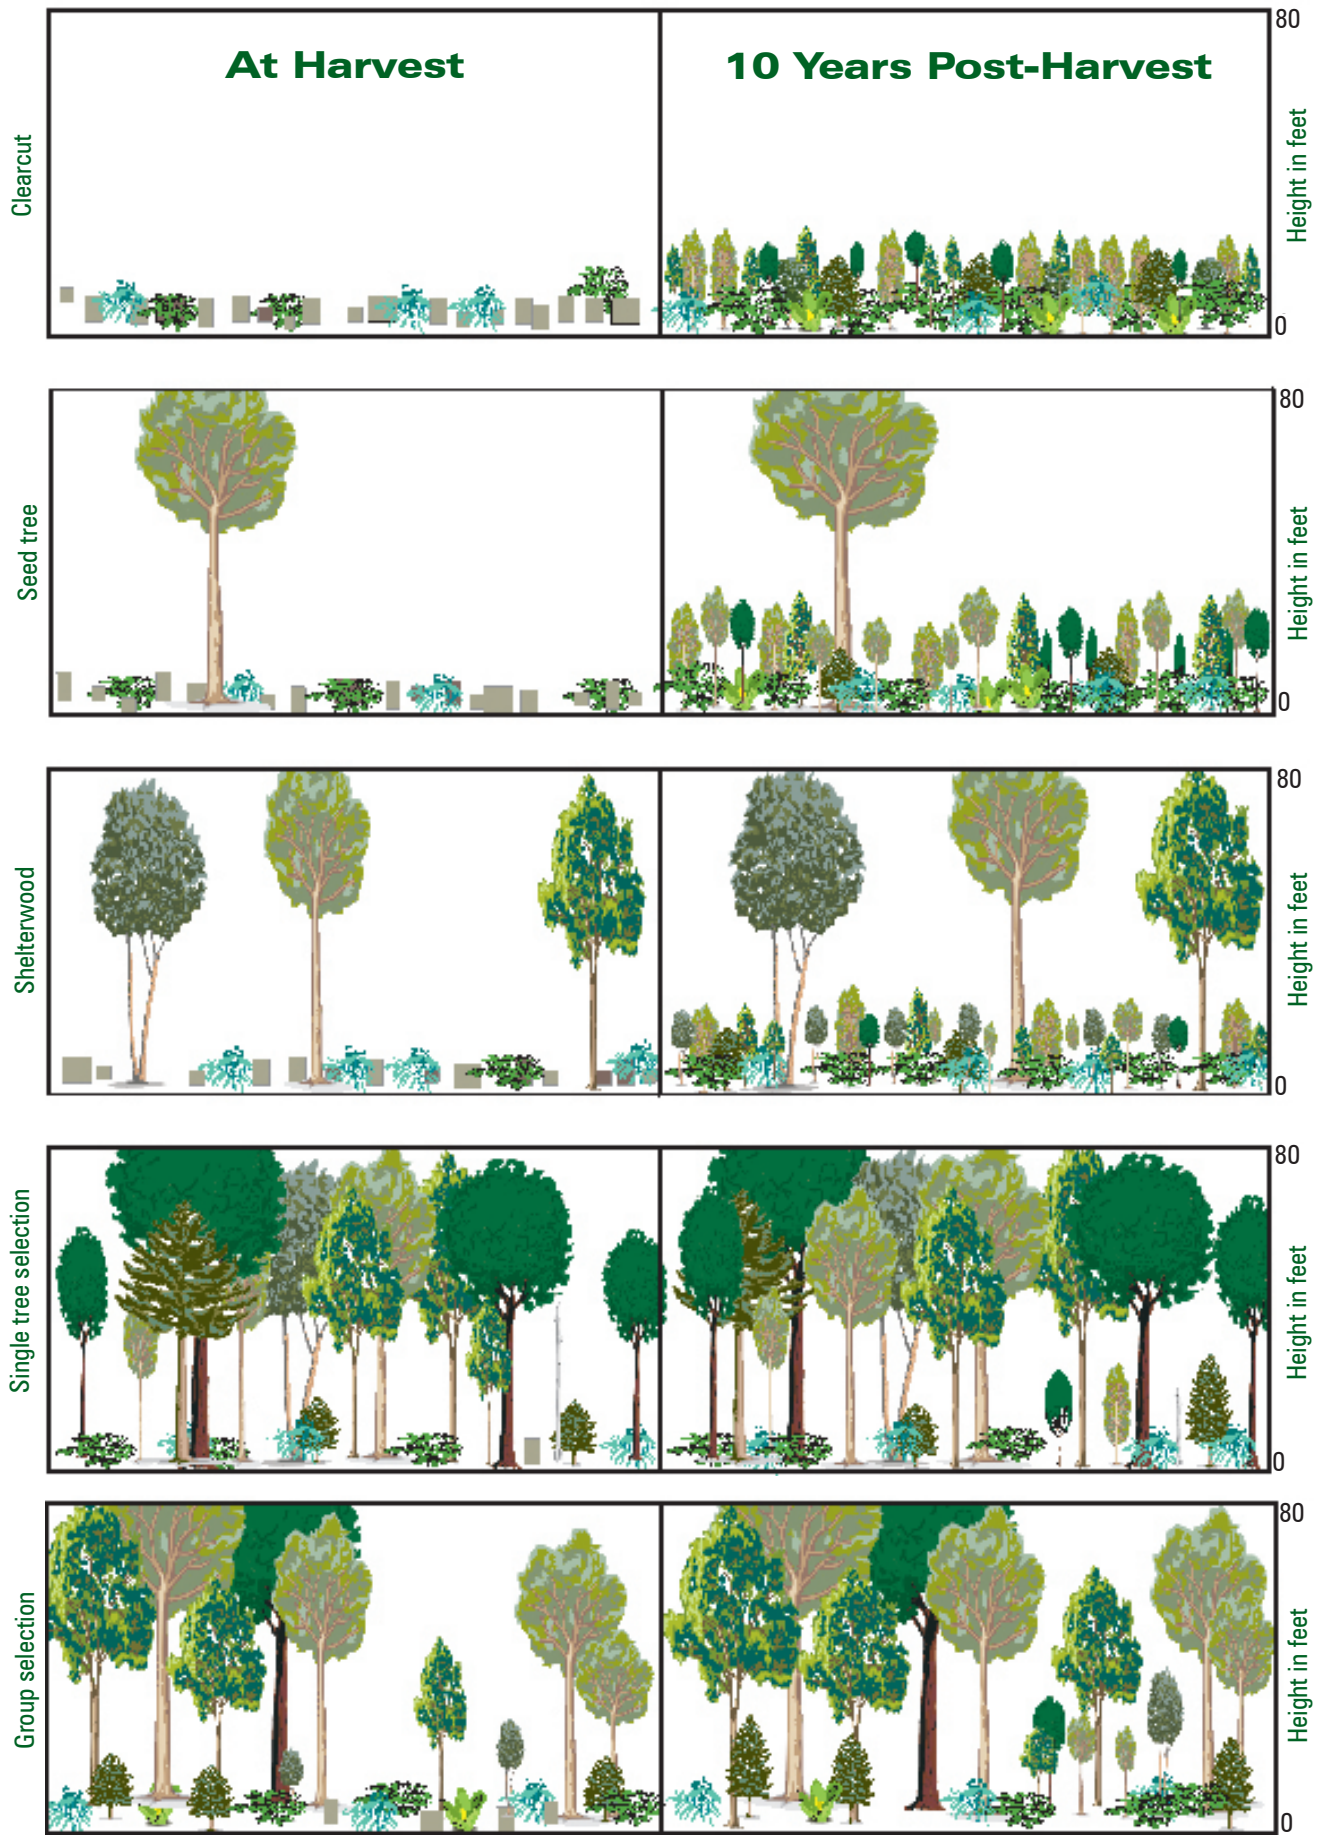 At Harvest
10 Years Post-Harvest
80
Clearcut
Height in feet
0
80
Seed tree
Height in feet
0
80
Shelterwood
Height in feet
0
80
Single tree selection
Height in feet
0
80
Group selection
Height in feet
0